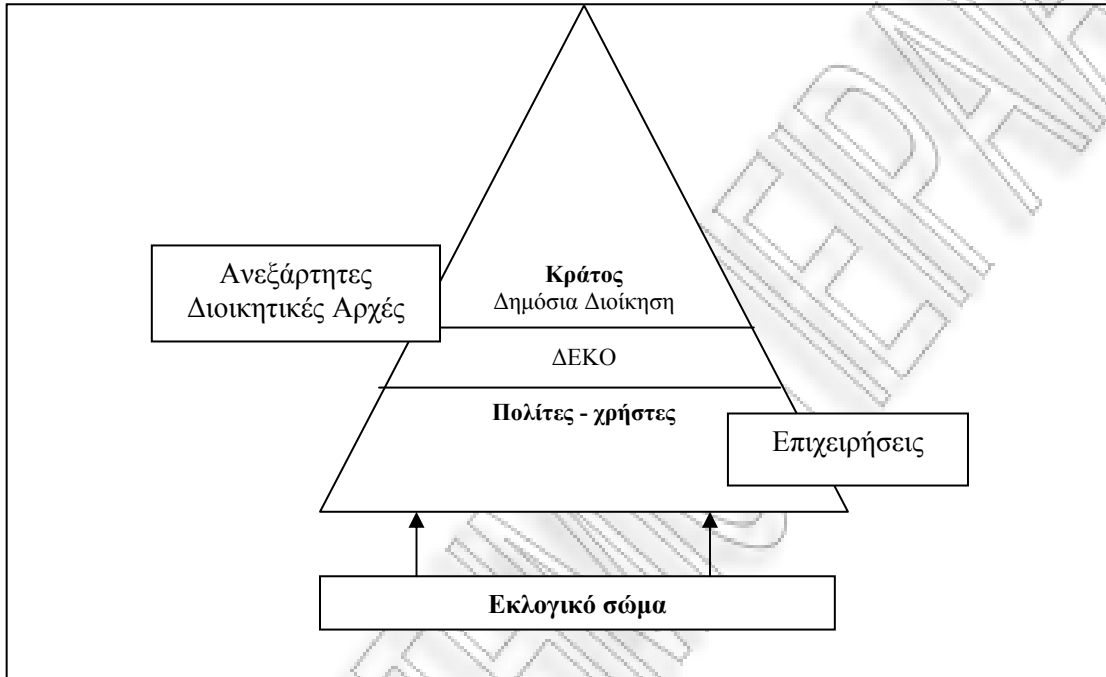 Ανεξάρτητες
Διοικητικές Αρχές
Κράτος
Δημόσια Διοίκηση
ΔΕΚΟ
Πολίτες - χρήστες
Επιχειρήσεις
Εκλογικό σώμα